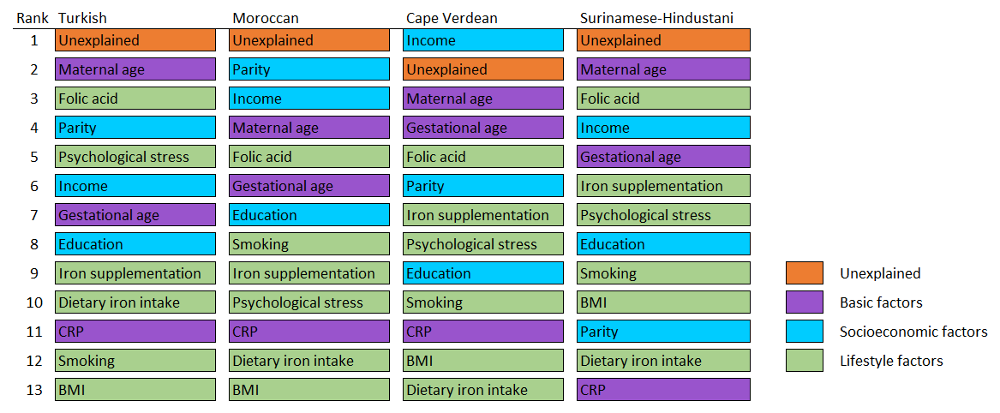 Rank Turkish Moroccan Cape Verdean Surinamese-Hindustani
1 Unexplained Unexplained Income Unexplained
2 Maternal age Parity Unexplained Maternal age
3 Folic acid Income Maternal age Folic acid
4 Parity Maternal age Gestational age Income
5 Psychological stress Folic acid Folic acid Gestational age
6 Income Gestational age Parity Iron supplementation
7 Gestational age Education Iron supplementation Psychological stress
8 Education Smoking Psychological stress Education
9 Iron supplementation Iron supplementation Education Smoking Unexplained
10 Dietary iron intake Psychological stress Smoking BMI Basic factors
11 CRP CRP CRP Parity Socioeconomic factors
12 Smoking Dietary iron intake BMI Dietary iron intake Lifestyle factors
13 BMI BMI Dietary iron intake CRP